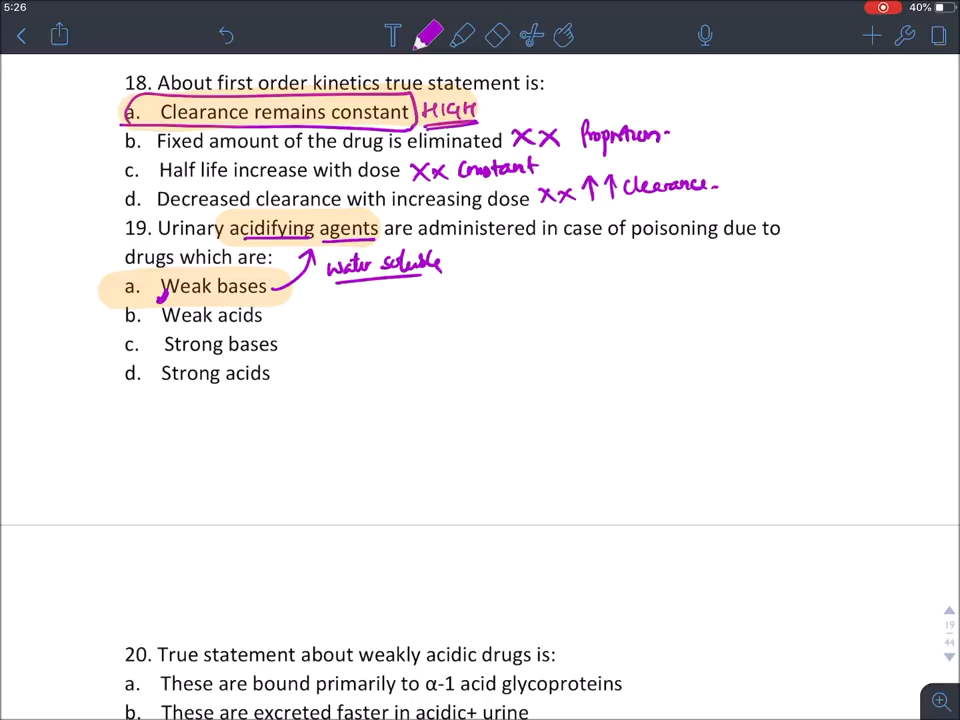 5:26
40%
18. About first order kinetics true statement is:
a. Clearance remains constant HIGH
b. Fixed amount of the drug is eliminated XX Proportion
c. Half life increase with dose XX Constant
d. Decreased clearance with increasing dose XX ↑↑ Clearance
19. Urinary acidifying agents are administered in case of poisoning due to
drugs which are: Water soluble
a. Weak bases
b. Weak acids
c. Strong bases
d. Strong acids
20. True statement about weakly acidic drugs is:
a. These are bound primarily to α-1 acid glycoproteins
b. These are excreted faster in acidic+ urine
19
44